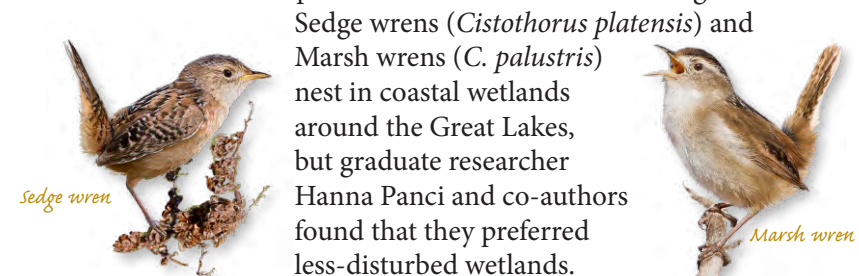 Sedge wrens (Cistothorus platensis) and
Marsh wrens (C. palustris)
nest in coastal wetlands
around the Great Lakes,
but graduate researcher
Hanna Panci and co-authors
found that they preferred
less-disturbed wetlands.
Sedge wren
Marsh wren